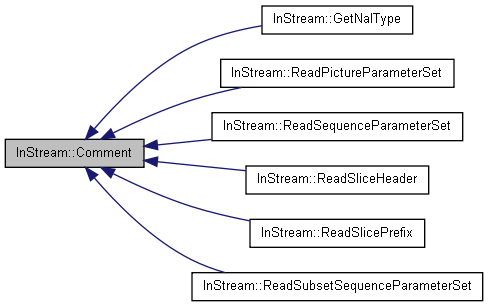 InStream::GetNalType
InStream::ReadPictureParameterSet
InStream::ReadSequenceParameterSet
InStream::Comment
InStream::ReadSliceHeader
InStream::ReadSlicePrefix
InStream::ReadSubsetSequenceParameterSet